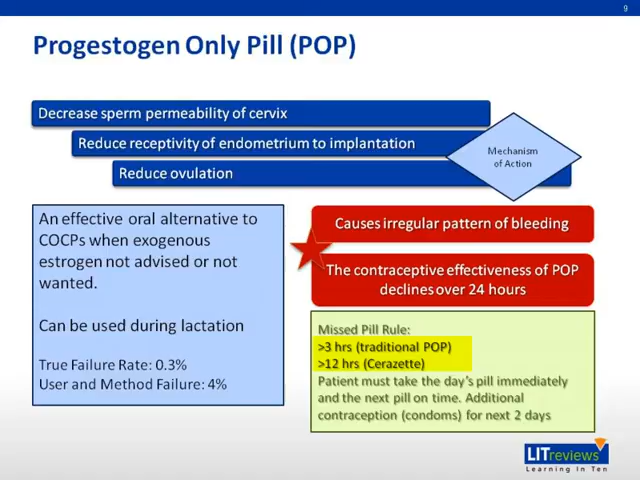 9
Progestogen Only Pill (POP)
Decrease sperm permeability of cervix
Reduce receptivity of endometrium to implantation
Reduce ovulation
Mechanism
of Action
An effective oral alternative to
COCPs when exogenous
estrogen not advised or not
wanted.
Can be used during lactation
True Failure Rate: 0.3%
User and Method Failure: 4%
Causes irregular pattern of bleeding
The contraceptive effectiveness of POP
declines over 24 hours
Missed Pill Rule:
>3 hrs (traditional POP)
>12 hrs (Cerazette)
Patient must take the day's pill immediately
and the next pill on time. Additional
contraception (condoms) for next 2 days
LITreviews
Learning In Ten